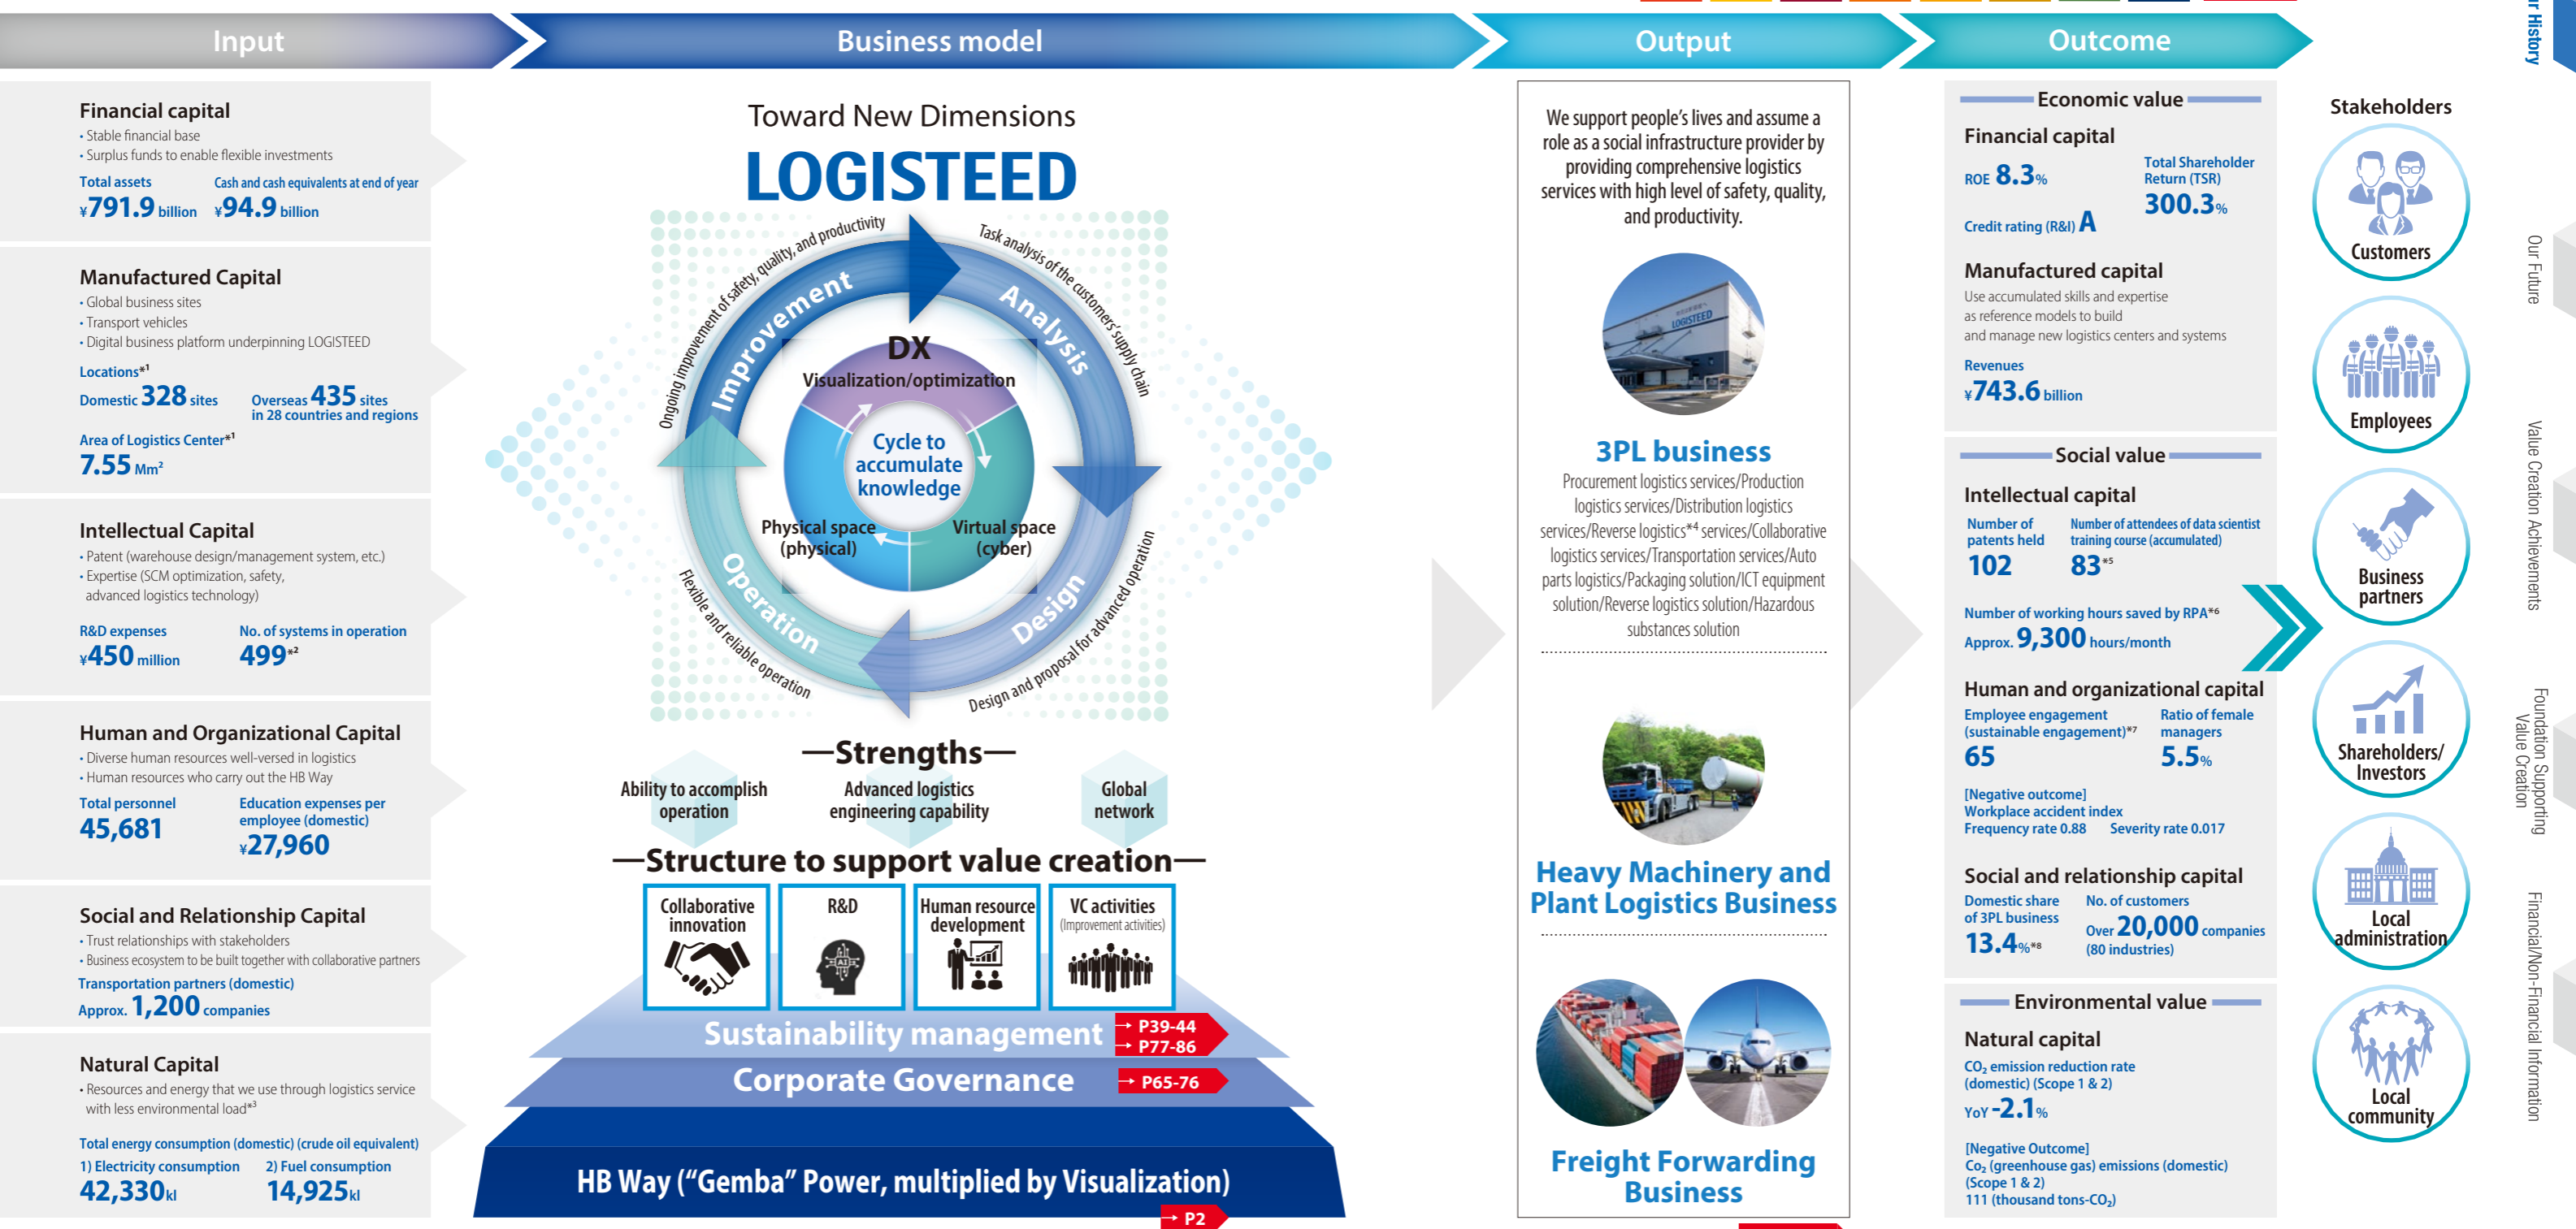 Input
Business model
Output
Outcome
Financial capital
• Stable financial base
• Surplus funds to enable flexible investments
Total assets
¥791.9 billion
Cash and cash equivalents at end of year
¥94.9 billion
Manufactured Capital
• Global business sites
• Transport vehicles
• Digital business platform underpinning LOGISTEED
Locations*1
Domestic 328 sites
Overseas 435 sites
in 28 countries and regions
Area of Logistics Center*1
7.55 Mm²
Intellectual Capital
• Patent (warehouse design/management system, etc.)
• Expertise (SCM optimization, safety,
advanced logistics technology)
R&D expenses
¥450 million
No. of systems in operation
499*2
Human and Organizational Capital
• Diverse human resources well-versed in logistics
• Human resources who carry out the HB Way
Total personnel
45,681
Education expenses per
employee (domestic)
¥27,960
Social and Relationship Capital
• Trust relationships with stakeholders
• Business ecosystem to be built together with collaborative partners
Transportation partners (domestic)
Approx. 1,200 companies
Natural Capital
• Resources and energy that we use through logistics service
with less environmental load*3
Total energy consumption (domestic) (crude oil equivalent)
1) Electricity consumption
42,330kl
2) Fuel consumption
14,925kl
Toward New Dimensions
LOGISTEED
Ongoing improvement of safety, quality, and productivity
Task analysis of the customers' supply chain
Improvement
Analysis
DX
Visualization/optimization
Cycle to
accumulate
knowledge
Physical space
(physical)
Virtual space
(cyber)
Operation
Design
Flexible and reliable operation
Design and proposal for advanced operation
—Strengths—
Ability to accomplish
operation
Advanced logistics
engineering capability
Global
network
—Structure to support value creation—
Collaborative
innovation
R&D
AI
Human resource
development
VC activities
(Improvement activities)
Sustainability management
→ P39-44
→ P77-86
Corporate Governance
→ P65-76
HB Way (“Gemba” Power, multiplied by Visualization)
→ P2
We support people’s lives and assume a
role as a social infrastructure provider by
providing comprehensive logistics
services with high level of safety, quality,
and productivity.
LOGISTEED
3PL business
Procurement logistics services/Production
logistics services/Distribution logistics
services/Reverse logistics*4 services/Collaborative
logistics services/Transportation services/Auto
parts logistics/Packaging solution/ICT equipment
solution/Reverse logistics solution/Hazardous
substances solution
Heavy Machinery and
Plant Logistics Business
Freight Forwarding
Business
Economic value
Financial capital
ROE 8.3%
Total Shareholder
Return (TSR)
300.3%
Credit rating (R&I) A
Manufactured capital
Use accumulated skills and expertise
as reference models to build
and manage new logistics centers and systems
Revenues
¥743.6 billion
Social value
Intellectual capital
Number of
patents held
102
Number of attendees of data scientist
training course (accumulated)
83*5
Number of working hours saved by RPA*6
Approx. 9,300 hours/month
Human and organizational capital
Employee engagement
(sustainable engagement)*7
65
Ratio of female
managers
5.5%
[Negative outcome]
Workplace accident index
Frequency rate 0.88 Severity rate 0.017
Social and relationship capital
Domestic share
of 3PL business
13.4%*8
No. of customers
Over 20,000 companies
(80 industries)
Environmental value
Natural capital
CO₂ emission reduction rate
(domestic) (Scope 1 & 2)
YoY -2.1%
[Negative Outcome]
Co₂ (greenhouse gas) emissions (domestic)
(Scope 1 & 2)
111 (thousand tons-CO₂)
Stakeholders
Customers
Employees
Business
partners
Shareholders/
Investors
Local
administration
Local
community
History
Our Future
Value Creation Achievements
Foundation Supporting
Value Creation
Financial/Non-Financial Information